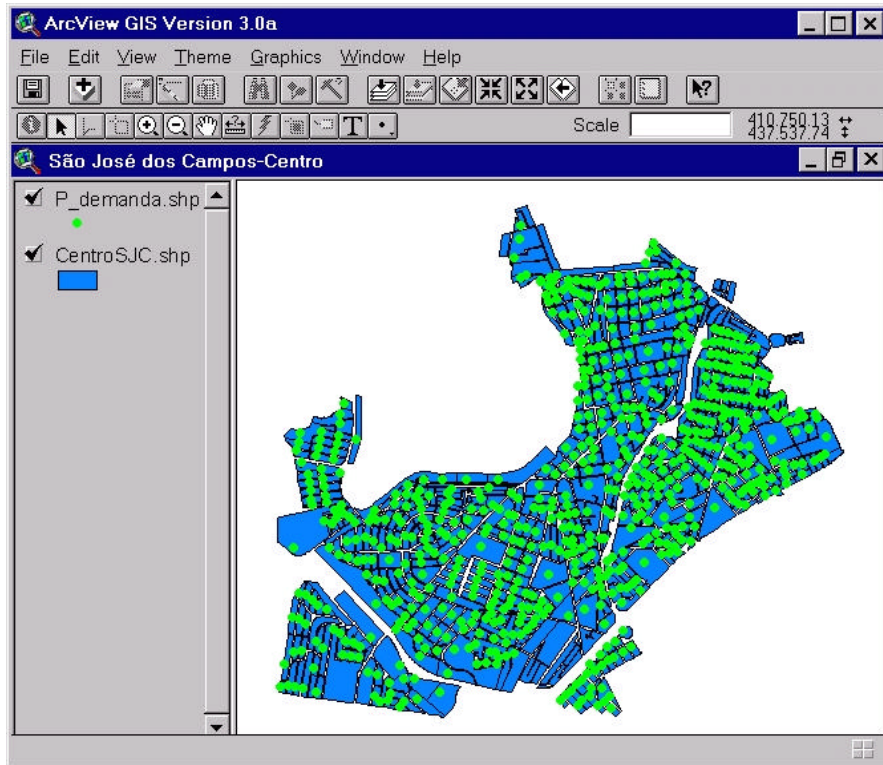 ArcView GIS Version 3.0a
File Edit View Theme Graphics Window Help
T
Scale
410.750.13
437.537.74
São José dos Campos-Centro
P_demanda.shp
CentroSJC.shp